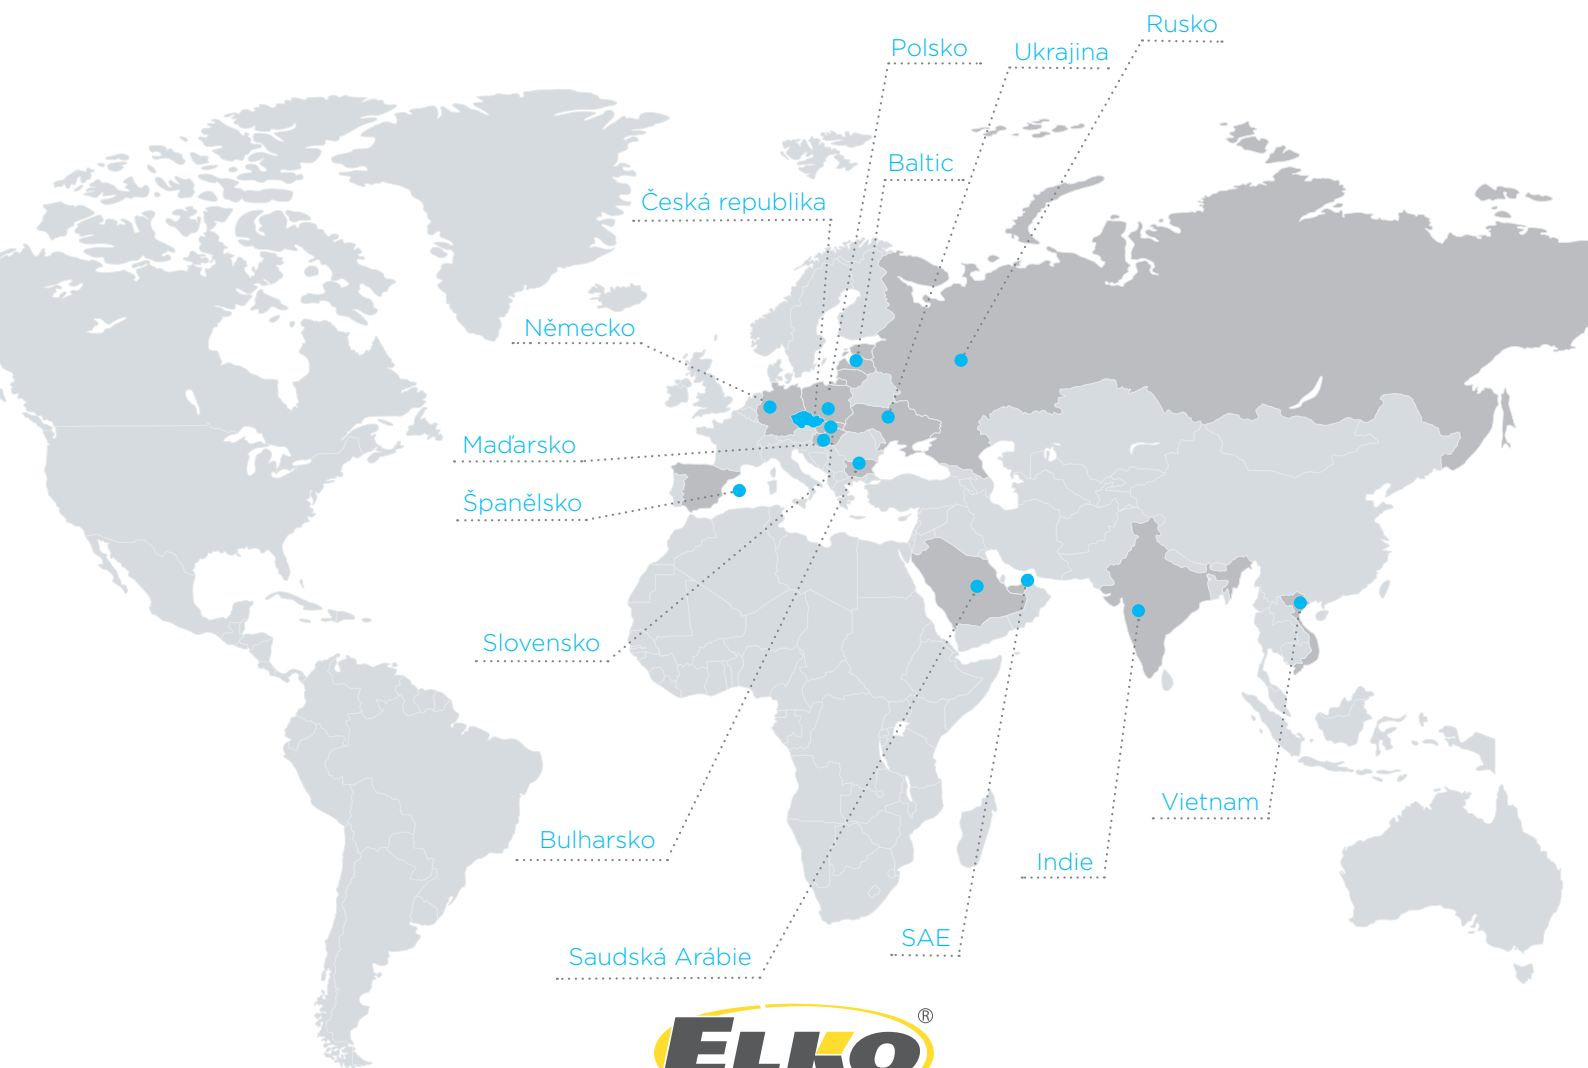 Rusko
Polsko
Ukrajina
Baltic
Česká republika
Německo
Maďarsko
Španělsko
Slovensko
Vietnam
Bulharsko
Indie
SAE
Saudská Arábie
ELKO®